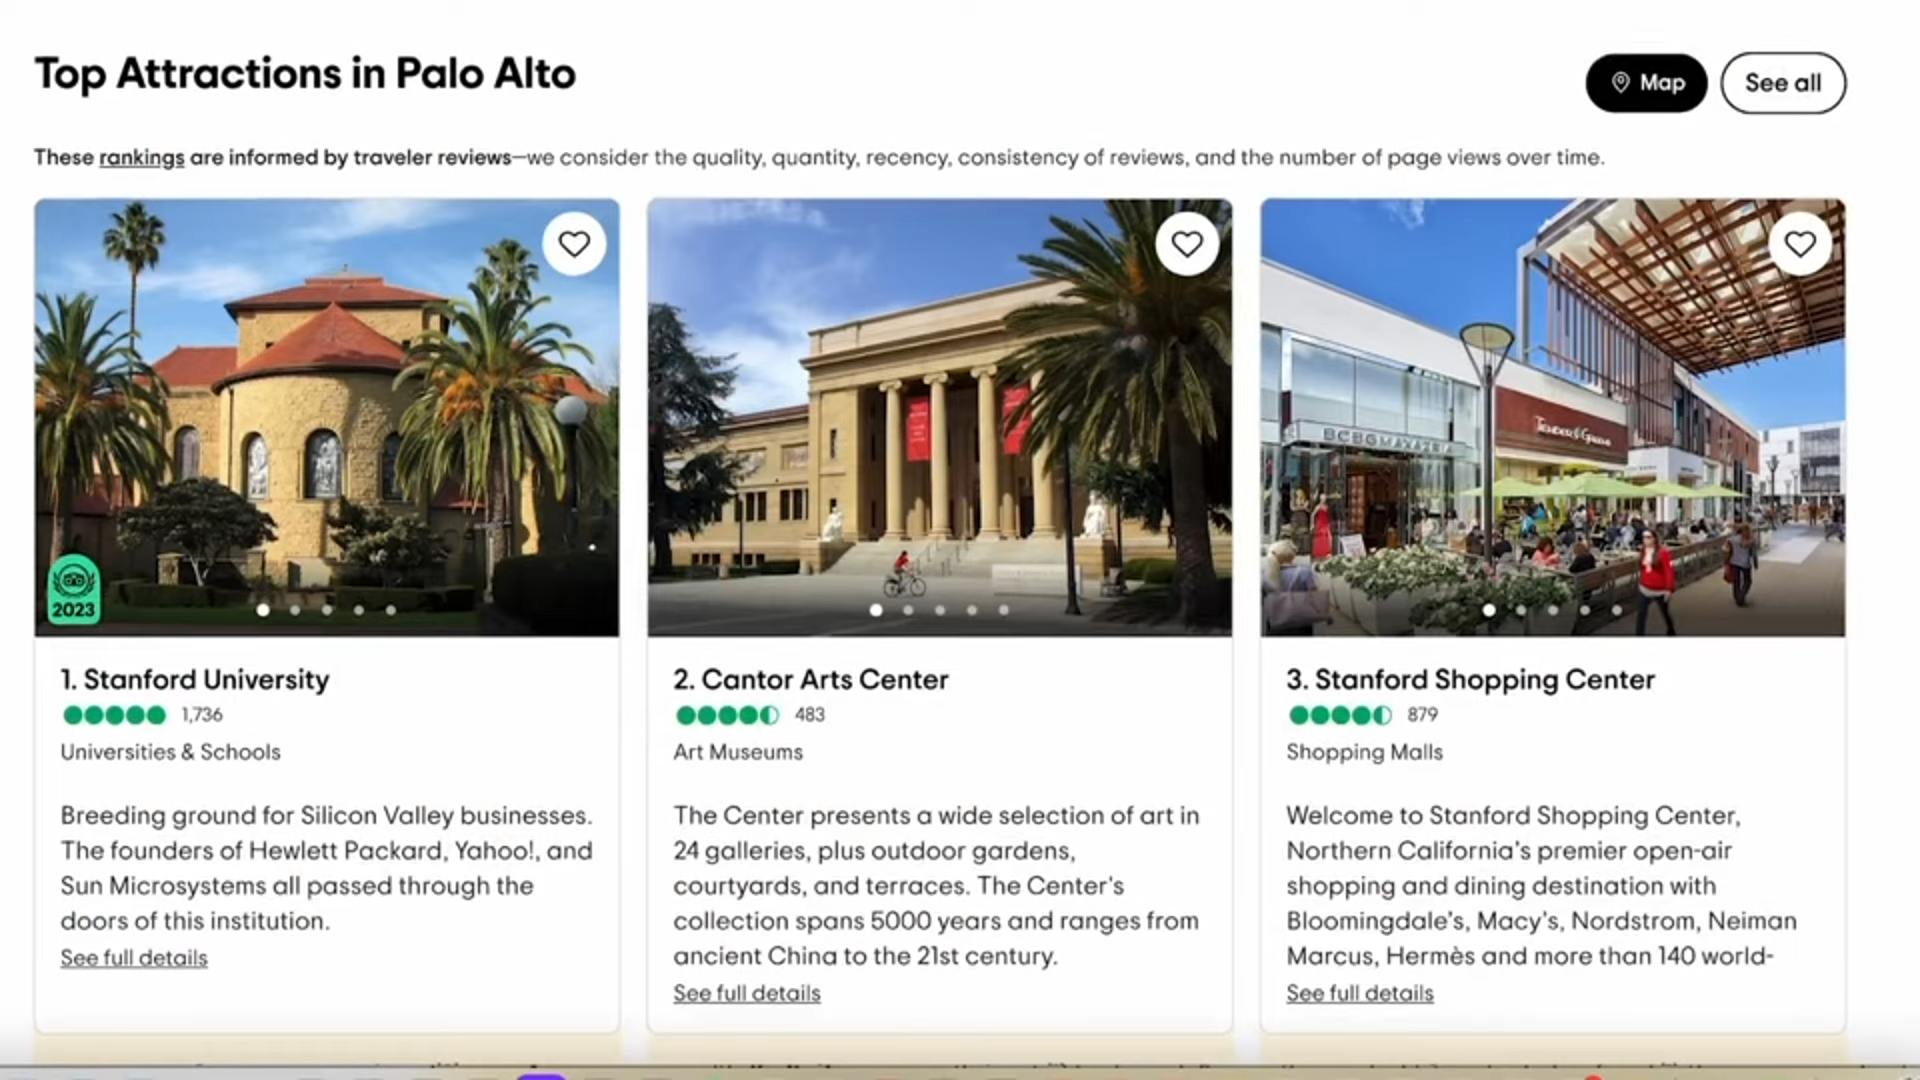 Top Attractions in Palo Alto
Map
See all
These rankings are informed by traveler reviews—we consider the quality, quantity, recency, consistency of reviews, and the number of page views over time.
BCBGMAXAZRIA
2023
1. Stanford University
1,736
Universities & Schools
Breeding ground for Silicon Valley businesses.
The founders of Hewlett Packard, Yahoo!, and
Sun Microsystems all passed through the
doors of this institution.
See full details
2. Cantor Arts Center
483
Art Museums
The Center presents a wide selection of art in
24 galleries, plus outdoor gardens,
courtyards, and terraces. The Center's
collection spans 5000 years and ranges from
ancient China to the 21st century.
See full details
3. Stanford Shopping Center
879
Shopping Malls
Welcome to Stanford Shopping Center,
Northern California's premier open-air
shopping and dining destination with
Bloomingdale's, Macy's, Nordstrom, Neiman
Marcus, Hermès and more than 140 world-
See full details